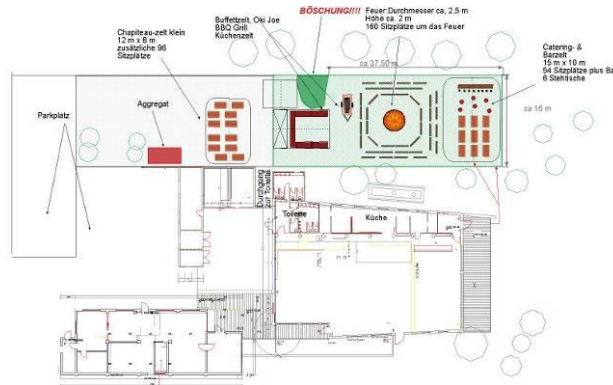 Chapiteau-zelt klein
12 m x 8 m
zusätzliche 96
Sitzplätze
Buffettzelt, Oki Joe
BBQ Grill
Küchenzelt
BÖSCHUNG!!!!
Feuer:Durchmesser ca, 2,5 m
Höhe ca. 2 m
160 Sitzplätze um das Feuer
ca 37,50 m
Catering- &
Barzelt
15 m x 10 m
54 Sitzplätze plus Ba
6 Stehtische
ca 16 m
Parkplatz
Aggregat
Durchgang
zur Toilette
Toilette
Küche